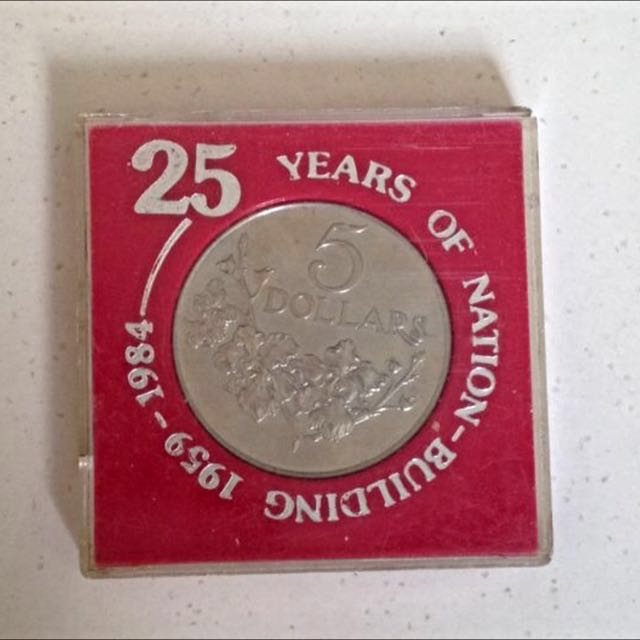 25 YEARS OF NATION-BUILDING 1959-1984
5
DOLLARS